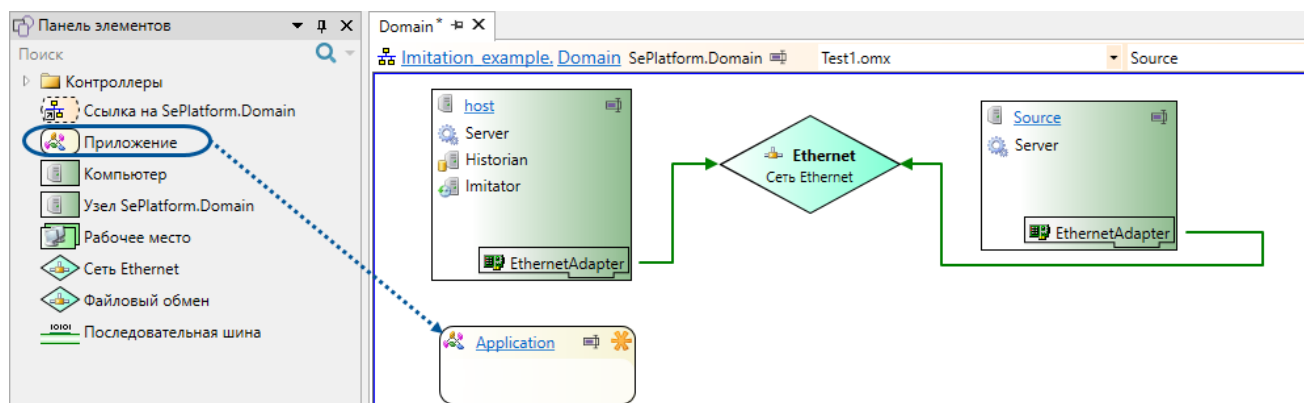 Панель элементов
Поиск
Контроллеры
Ссылка на SePlatform.Domain
Приложение
Компьютер
Узел SePlatform.Domain
Рабочее место
Сеть Ethernet
Файловый обмен
Последовательная шина
Domain*
Imitation_example. Domain SePlatform.Domain Test1.omx Source
host
Server
Historian
Imitator
EthernetAdapter
Ethernet
Сеть Ethernet
Source
Server
EthernetAdapter
Application